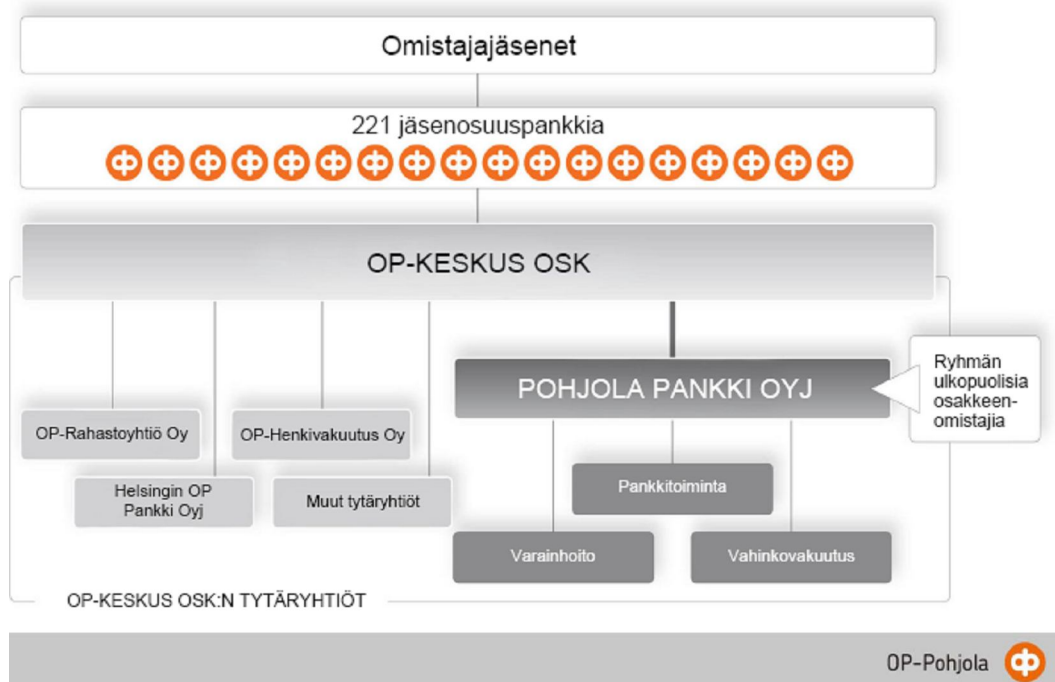 Omistajajäsenet
221 jäsenosuuspankkia
OP-KESKUS OSK
POHJOLA PANKKI OYJ
Ryhmän
ulkopuolisia
osakkeen-
omistajia
OP-Rahastoyhtiö Oy
OP-Henkivakuutus Oy
Helsingin OP
Pankki Oyj
Muut tytäryhtiöt
Pankkitoiminta
Varainhoito
Vahinkovakuutus
OP-KESKUS OSK:N TYTÄRYHTIÖT
OP-Pohjola